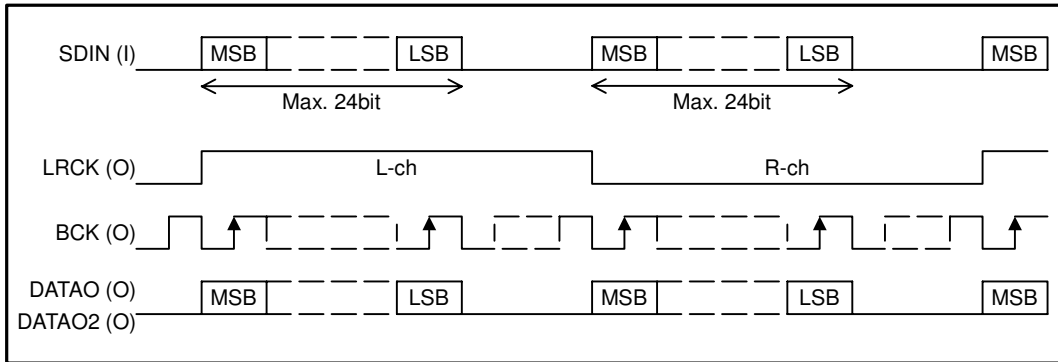 SDIN (I) MSB LSB MSB LSB MSB
Max. 24bit Max. 24bit
LRCK (O) L-ch R-ch
BCK (O)
DATAO (O) MSB LSB MSB LSB MSB
DATAO2 (O)